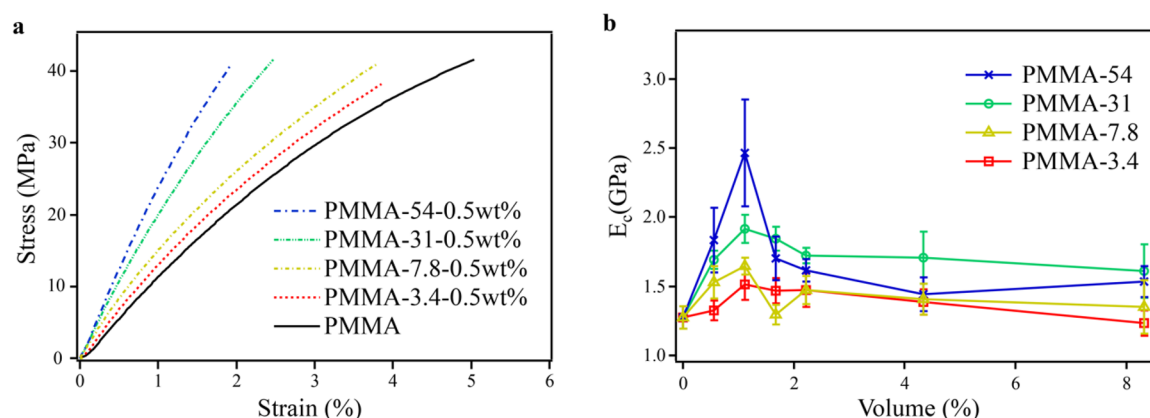 a
Stress (MPa)
40
30
20
10
0
0 1 2 3 4 5 6
Strain (%)
PMMA-54-0.5wt%
PMMA-31-0.5wt%
PMMA-7.8-0.5wt%
PMMA-3.4-0.5wt%
PMMA
b
Ec(GPa)
3.0
2.5
2.0
1.5
1.0
0 2 4 6 8
Volume (%)
PMMA-54
PMMA-31
PMMA-7.8
PMMA-3.4